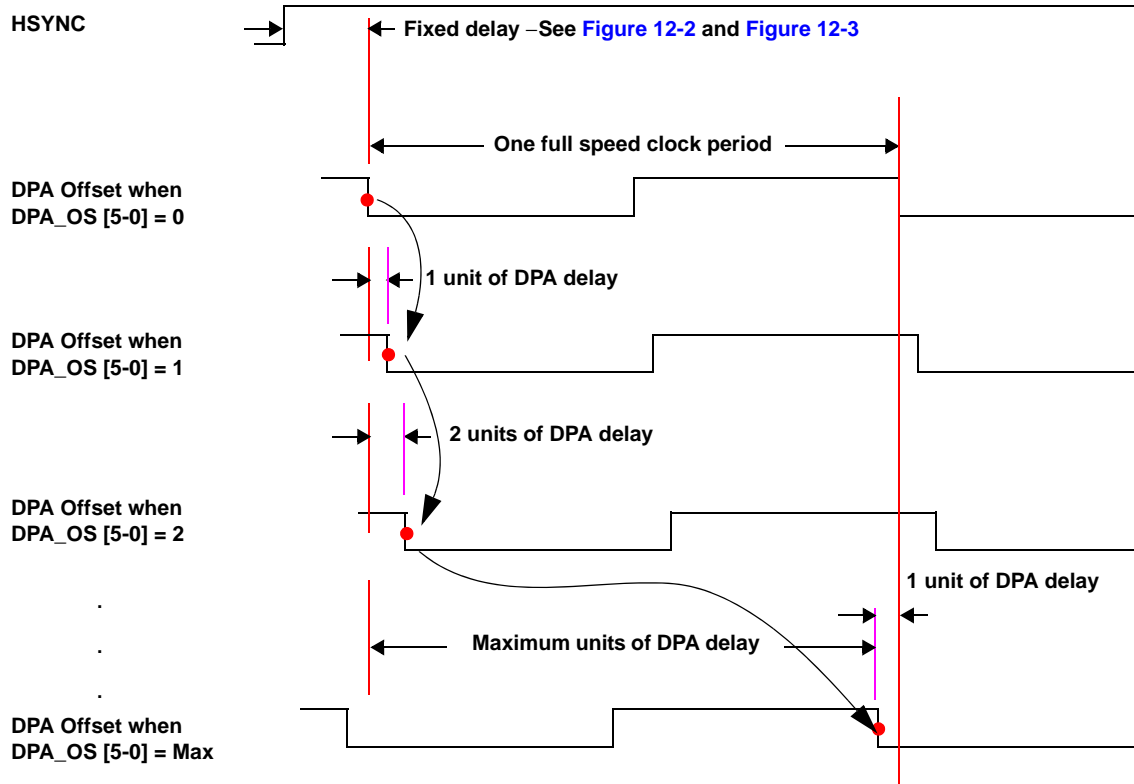 HSYNC
Fixed delay –See Figure 12-2 and Figure 12-3
One full speed clock period
DPA Offset when
DPA_OS [5-0] = 0
1 unit of DPA delay
DPA Offset when
DPA_OS [5-0] = 1
2 units of DPA delay
DPA Offset when
DPA_OS [5-0] = 2
1 unit of DPA delay
.
Maximum units of DPA delay
.
.
DPA Offset when
DPA_OS [5-0] = Max